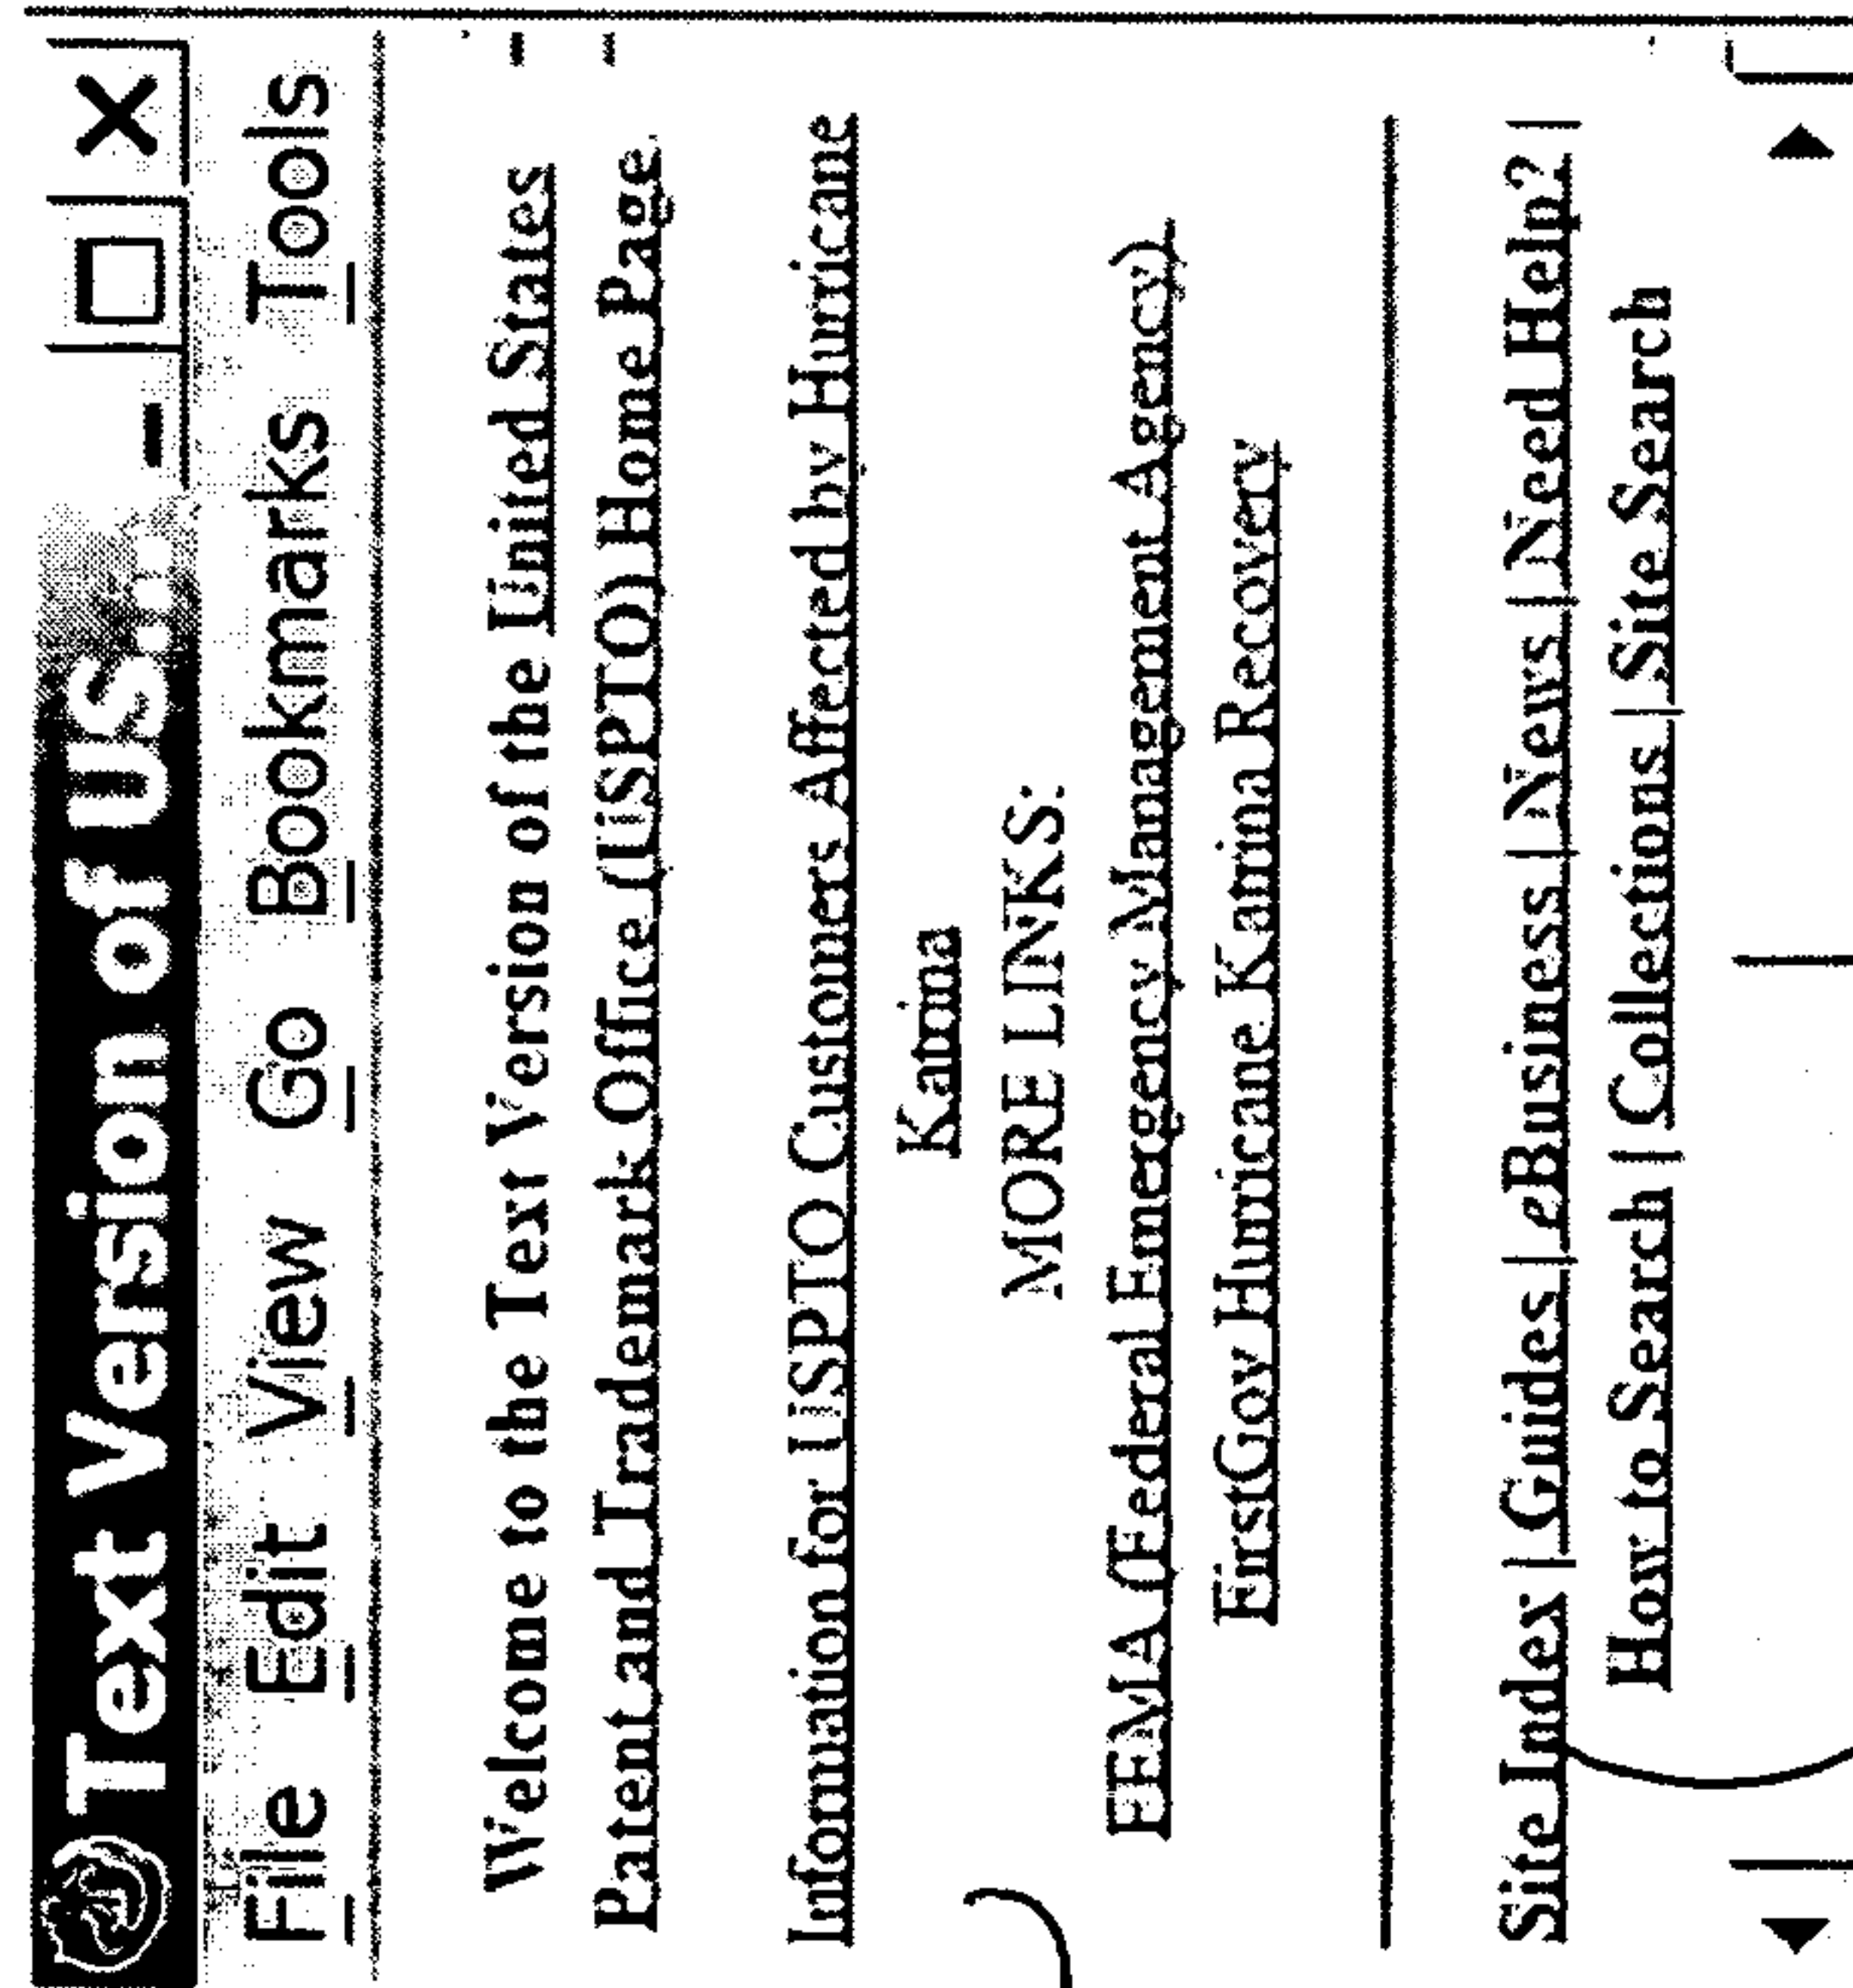 Text Version of US...
File Edit View Go Bookmarks Tools
Welcome to the Text Version of the United States
Patent and Trademark Office (USPTO) Home Page
Information for USPTO Customers Affected by Hurricane
Katrina
MORE LINKS:
FEMA (Federal Emergency Management Agency)
FirstGov Hurricane Katrina Recovery
Site Index | Guides | eBusiness | News | Need Help? |
How to Search | Collections | Site Search